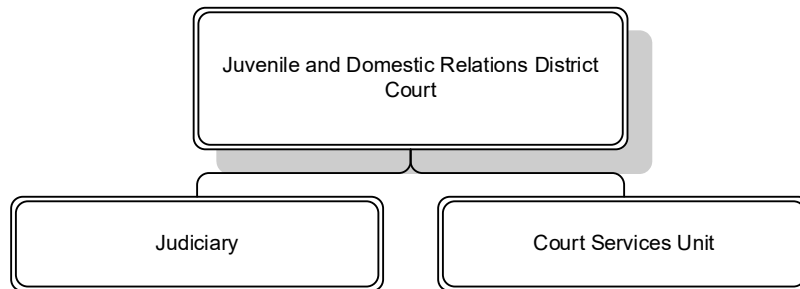 Juvenile and Domestic Relations District
Court
Judiciary
Court Services Unit